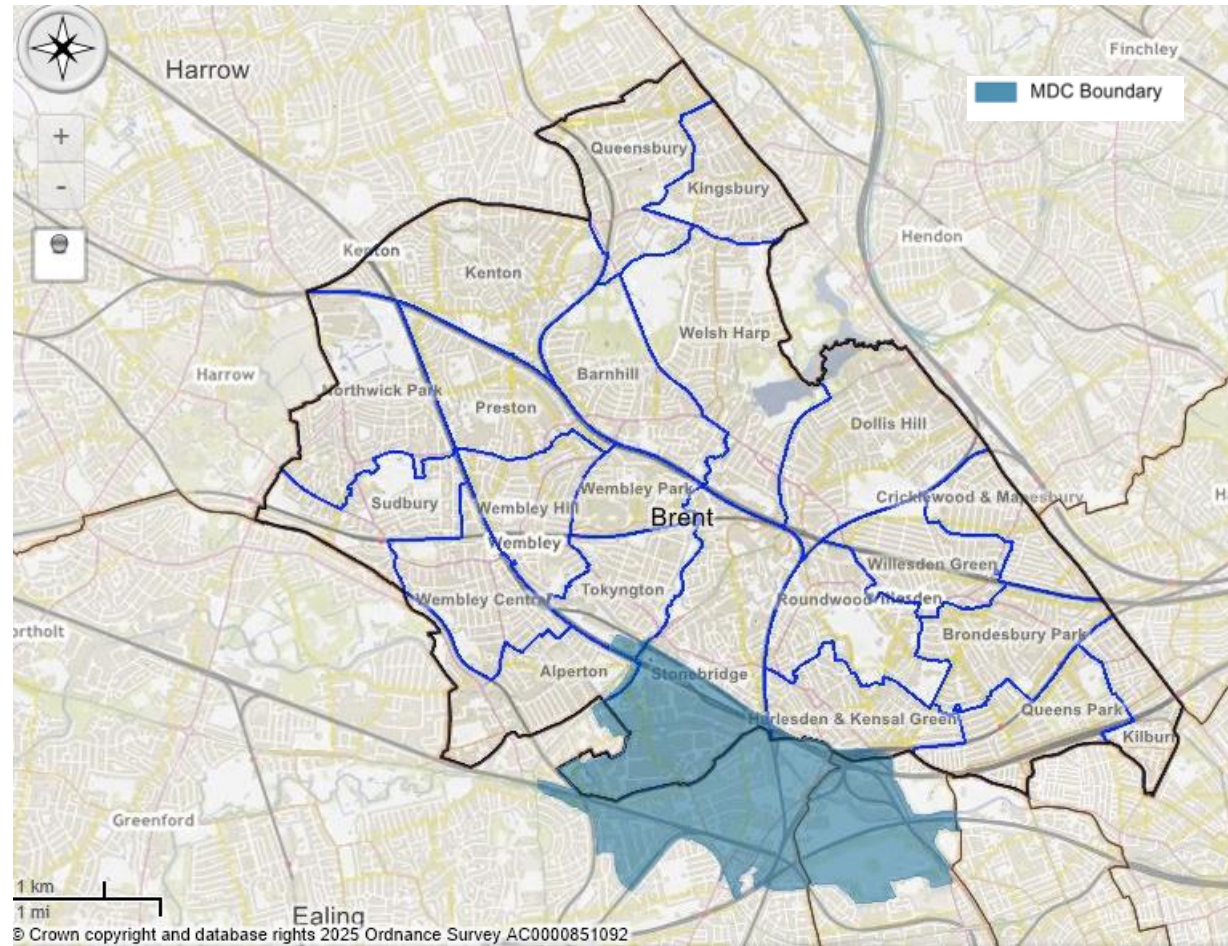 Finchley
Harrow
MDC Boundary
+
Queensbury
-
Kingsbury
Hendon
Kenton
Kenton
Welsh Harp
Harrow
Barnhill
Northwick Park
Preston
Dollis Hill
Wembley Park
Cricklewood & Mapesbury
H
Sudbury
Wembley Hill
Brent
Wembley
Willesden Green
Tokyngton
Wembley Central
Roundwood
Willesden
ortholt
Brondesbury Park
Alperton
Stonebridge
Queens Park
Harlesden & Kensal Green
Kilburn
Greenford
1 km
1 mi
Ealing
© Crown copyright and database rights 2025 Ordnance Survey AC0000851092